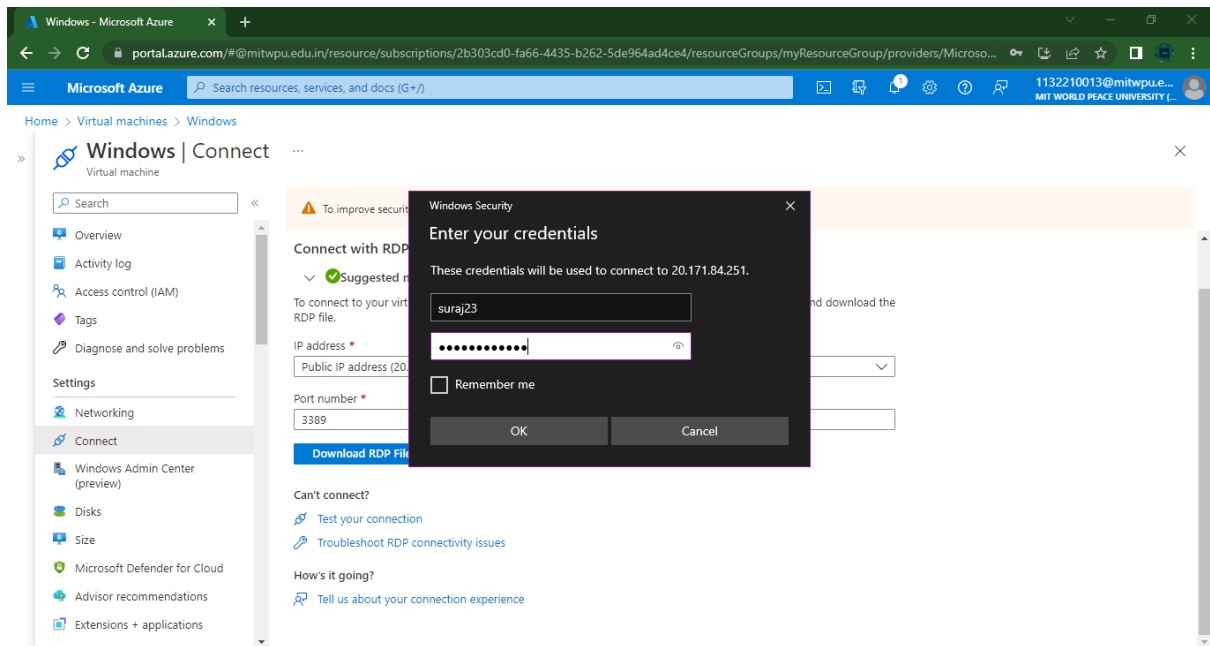 Windows - Microsoft Azure
portal.azure.com/#@mitwpu.edu.in/resource/subscriptions/2b303cd0-fa66-4435-b262-5de964ad4ce4/resourceGroups/myResourceGroup/providers/Microso...
Microsoft Azure
Search resources, services, and docs (G+/)
1
1132210013@mitwpu.e...
MIT WORLD PEACE UNIVERSITY (...
Home > Virtual machines > Windows
Windows | Connect ...
Virtual machine
Search
Overview
Activity log
Access control (IAM)
Tags
Diagnose and solve problems
Settings
Networking
Connect
Windows Admin Center
(preview)
Disks
Size
Microsoft Defender for Cloud
Advisor recommendations
Extensions + applications
To improve securit
Connect with RDP
Suggested
To connect to your virt
nd download the
RDP file.
IP address *
Public IP address (20.
Port number *
3389
Download RDP File
Can't connect?
Test your connection
Troubleshoot RDP connectivity issues
How's it going?
Tell us about your connection experience
Windows Security
Enter your credentials
These credentials will be used to connect to 20.171.84.251.
suraj23
••••••••••••
Remember me
OK
Cancel